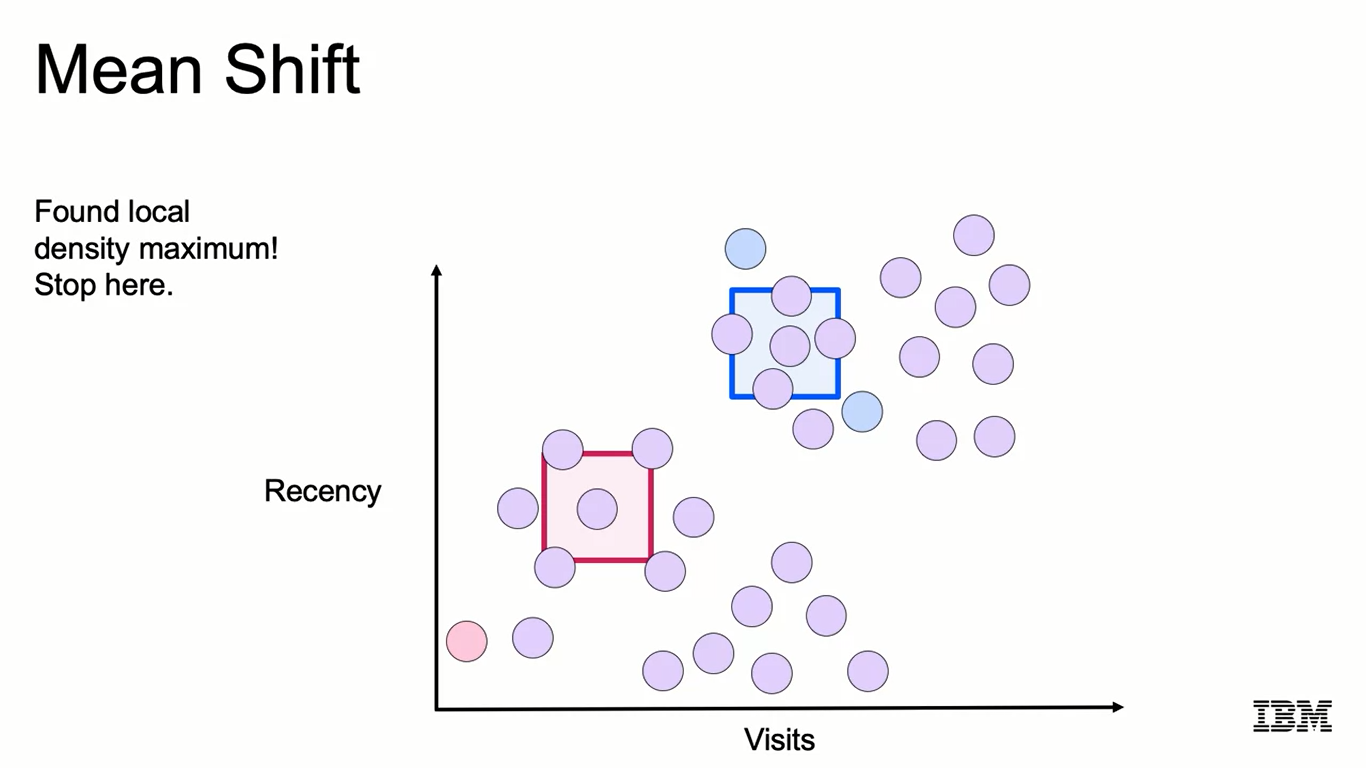 Mean Shift
Found local
density maximum!
Stop here.
Recency
Visits
IBM